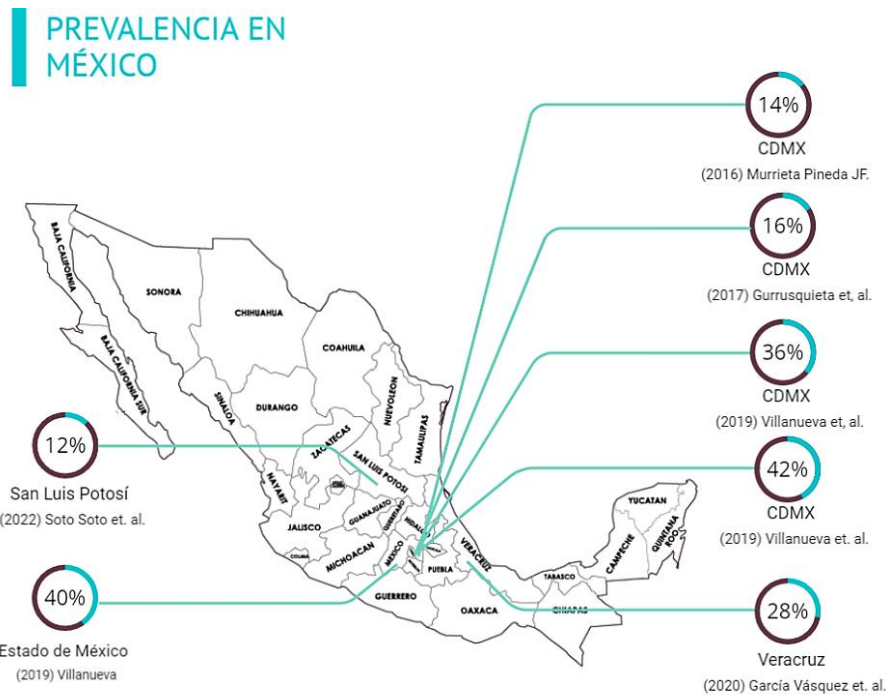 PREVALENCIA EN
MÉXICO
14%
CDMX
(2016) Murrieta Pineda JF.
16%
CDMX
(2017) Gurrusquieta et, al.
36%
CDMX
(2019) Villanueva et, al.
42%
CDMX
(2019) Villanueva et. al.
28%
Veracruz
(2020) García Vásquez et. al.
12%
San Luis Potosí
(2022) Soto Soto et. al.
40%
Estado de México
(2019) Villanueva
BAJA CALIFORNIA
BAJA CALIFORNIA SUR
SONORA
CHIHUAHUA
COAHUILA
SINALOA
DURANGO
NUEVOLEON
TAMAULIPAS
ZACATECAS
SAN LUIS POTOSI
NAYARIT
JALISCO
GUANAJUATO
QUERETARO
HIDALGO
COLIMA
MICHOACAN
MEXICO
PUEBLA
VERACRUZ
GUERRERO
OAXACA
TABASCO
CHIAPAS
CAMPECHE
YUCATAN
QUINTANA
ROO